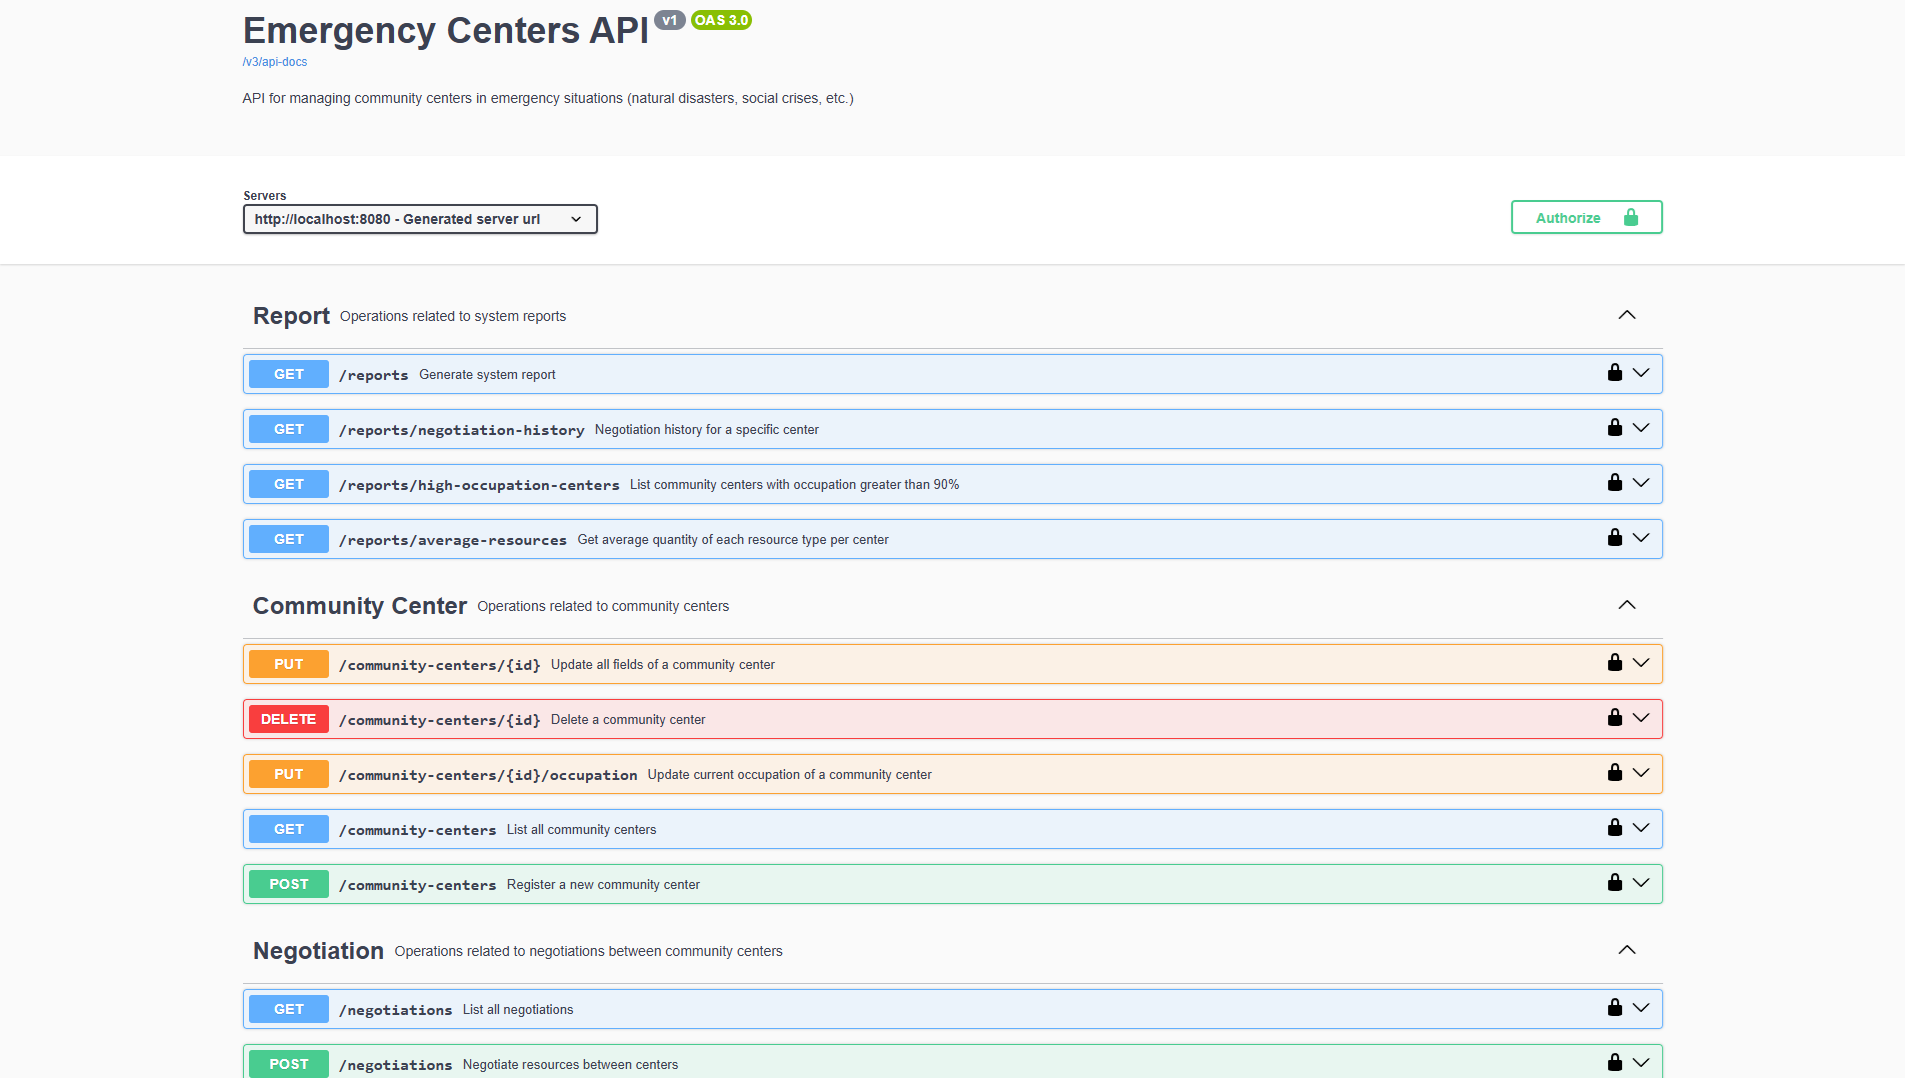 Emergency Centers API v1 OAS 3.0
/v3/api-docs
API for managing community centers in emergency situations (natural disasters, social crises, etc.)
Servers
http://localhost:8080 - Generated server url
Authorize
Report Operations related to system reports
GET /reports Generate system report
GET /reports/negotiation-history Negotiation history for a specific center
GET /reports/high-occupation-centers List community centers with occupation greater than 90%
GET /reports/average-resources Get average quantity of each resource type per center
Community Center Operations related to community centers
PUT /community-centers/{id} Update all fields of a community center
DELETE /community-centers/{id} Delete a community center
PUT /community-centers/{id}/occupation Update current occupation of a community center
GET /community-centers List all community centers
POST /community-centers Register a new community center
Negotiation Operations related to negotiations between community centers
GET /negotiations List all negotiations
POST /negotiations Negotiate resources between centers